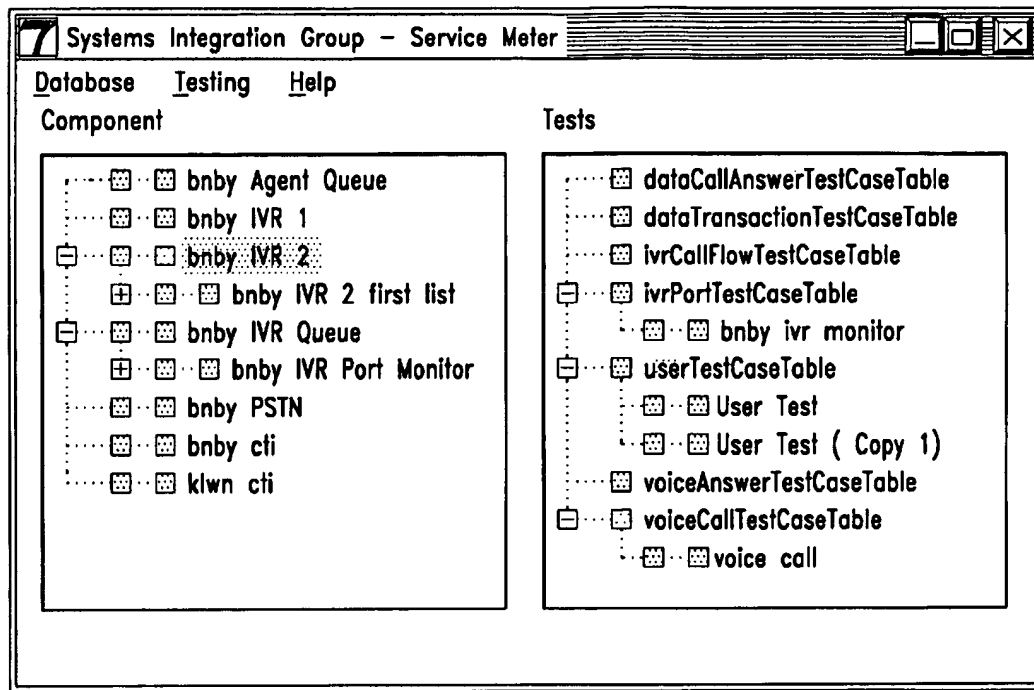 7 Systems Integration Group - Service Meter
Database Testing Help
Component
bnby Agent Queue
bnby IVR 1
bnby IVR 2
bnby IVR 2 first list
bnby IVR Queue
bnby IVR Port Monitor
bnby PSTN
bnby cti
klwn cti
Tests
dataCallAnswerTestCaseTable
dataTransactionTestCaseTable
ivrCallFlowTestCaseTable
ivrPortTestCaseTable
bnby ivr monitor
userTestCaseTable
User Test
User Test ( Copy 1)
voiceAnswerTestCaseTable
voiceCallTestCaseTable
voice call